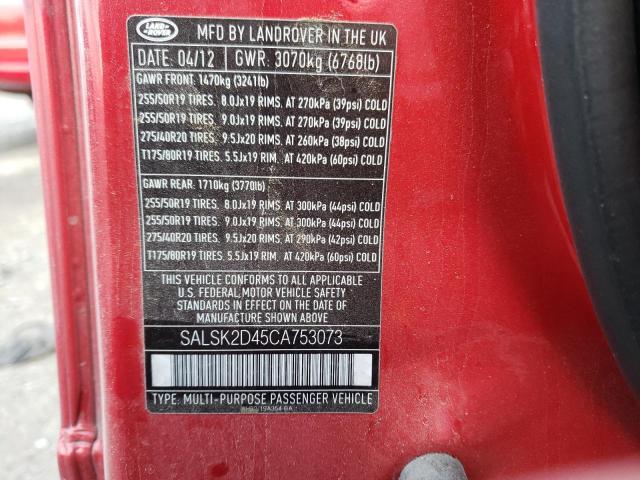 LAND ROVER
MFD BY LANDROVER IN THE UK
DATE: 04/12 GWR: 3070kg (6768lb)
GAWR FRONT: 1470kg (3241lb)
255/50R19 TIRES. 8.0Jx19 RIMS. AT 270kPa (39psi) COLD
255/50R19 TIRES. 9.0Jx19 RIMS. AT 270kPa (39psi) COLD
275/40R20 TIRES. 9.5Jx20 RIMS. AT 260kPa (38psi) COLD
T175/80R19 TIRES. 5.5Jx19 RIM. AT 420kPa (60psi) COLD
GAWR REAR: 1710kg (3770lb)
255/50R19 TIRES. 8.0Jx19 RIMS. AT 300kPa (44psi) COLD
255/50R19 TIRES. 9.0Jx19 RIMS. AT 300kPa (44psi) COLD
275/40R20 TIRES. 9.5Jx20 RIMS. AT 290kPa (42psi) COLD
T175/80R19 TIRES. 5.5Jx19 RIM. AT 420kPa (60psi) COLD
THIS VEHICLE CONFORMS TO ALL APPLICABLE
U.S. FEDERAL MOTOR VEHICLE SAFETY
STANDARDS IN EFFECT ON THE DATE OF
MANUFACTURE SHOWN ABOVE
SALSK2D45CA753073
TYPE: MULTI-PURPOSE PASSENGER VEHICLE